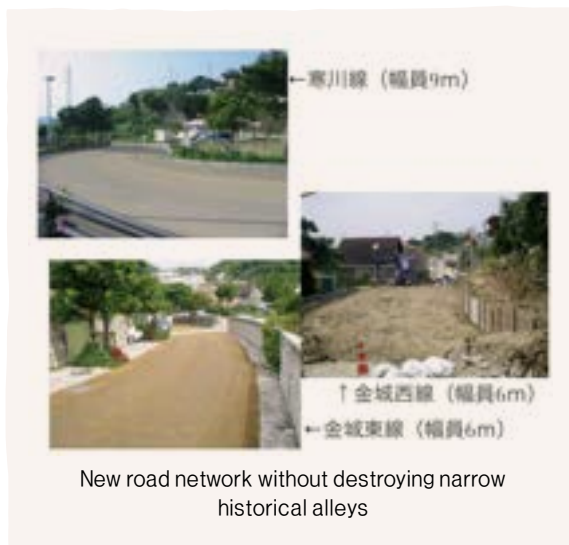 ←寒川線（幅員9m）
↑金城西線（幅員6m）
←金城東線（幅員6m）
New road network without destroying narrow
historical alleys